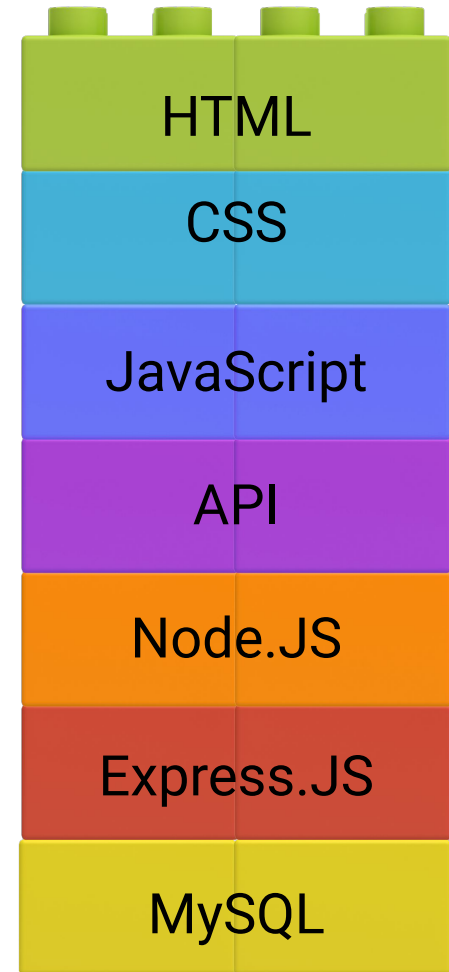 HTML
CSS
JavaScript
API
Node.JS
Express.JS
MySQL